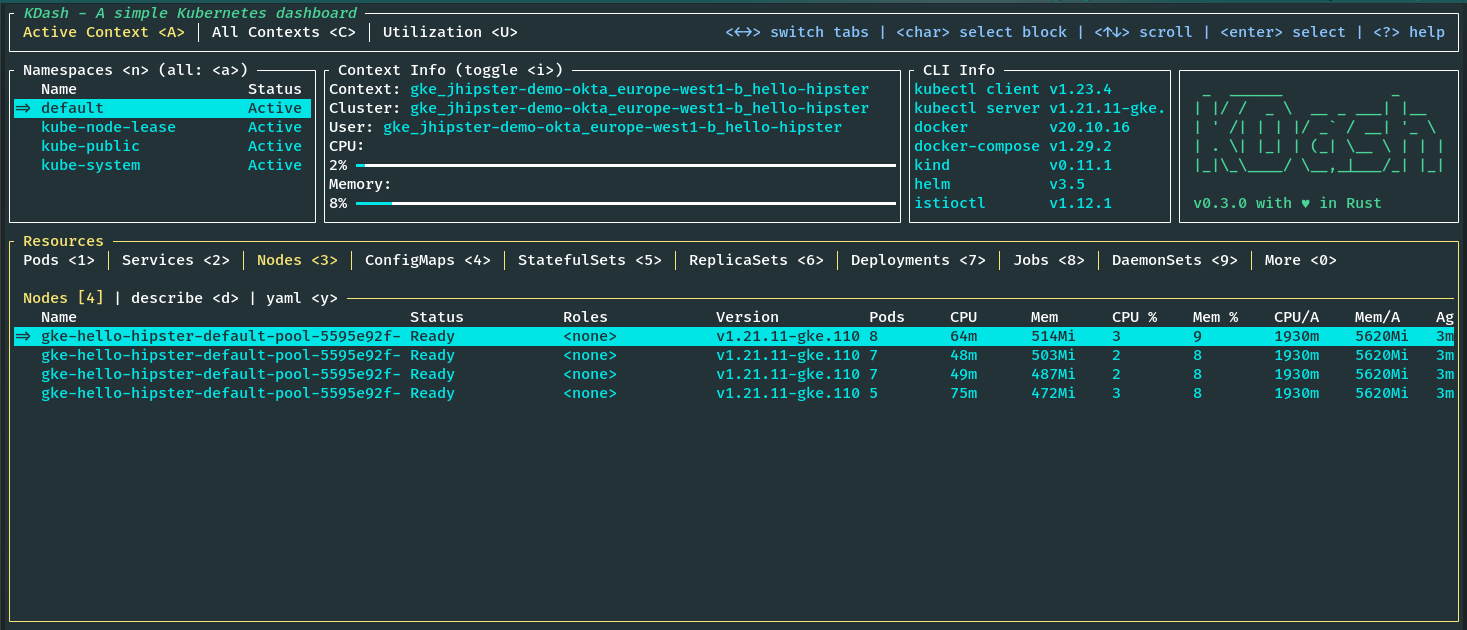 KDash - A simple Kubernetes dashboard
Active Context <A> | All Contexts <C> | Utilization <U>
<↔> switch tabs | <char> select block | <↑↓> scroll | <enter> select | <?> help
Namespaces <n> (all: <a>)
Name Status
⇒ default Active
kube-node-lease Active
kube-public Active
kube-system Active
Context Info (toggle <i>)
Context: gke_jhipster-demo-okta_europe-west1-b_hello-hipster
Cluster: gke_jhipster-demo-okta_europe-west1-b_hello-hipster
User: gke_jhipster-demo-okta_europe-west1-b_hello-hipster
CPU:
2%
Memory:
8%
CLI Info
kubectl client v1.23.4
kubectl server v1.21.11-gke.
docker v20.10.16
docker-compose v1.29.2
kind v0.11.1
helm v3.5
istioctl v1.12.1
KDash
v0.3.0 with ♥ in Rust
Resources
Pods <1> | Services <2> | Nodes <3> | ConfigMaps <4> | StatefulSets <5> | ReplicaSets <6> | Deployments <7> | Jobs <8> | DaemonSets <9> | More <0>
Nodes [4] | describe <d> | yaml <y>
Name Status Roles Version Pods CPU Mem CPU % Mem % CPU/A Mem/A Ag
⇒ gke-hello-hipster-default-pool-5595e92f- Ready <none> v1.21.11-gke.110 8 64m 514Mi 3 9 1930m 5620Mi 3m
gke-hello-hipster-default-pool-5595e92f- Ready <none> v1.21.11-gke.110 7 48m 503Mi 2 8 1930m 5620Mi 3m
gke-hello-hipster-default-pool-5595e92f- Ready <none> v1.21.11-gke.110 7 49m 487Mi 2 8 1930m 5620Mi 3m
gke-hello-hipster-default-pool-5595e92f- Ready <none> v1.21.11-gke.110 5 75m 472Mi 3 8 1930m 5620Mi 3m